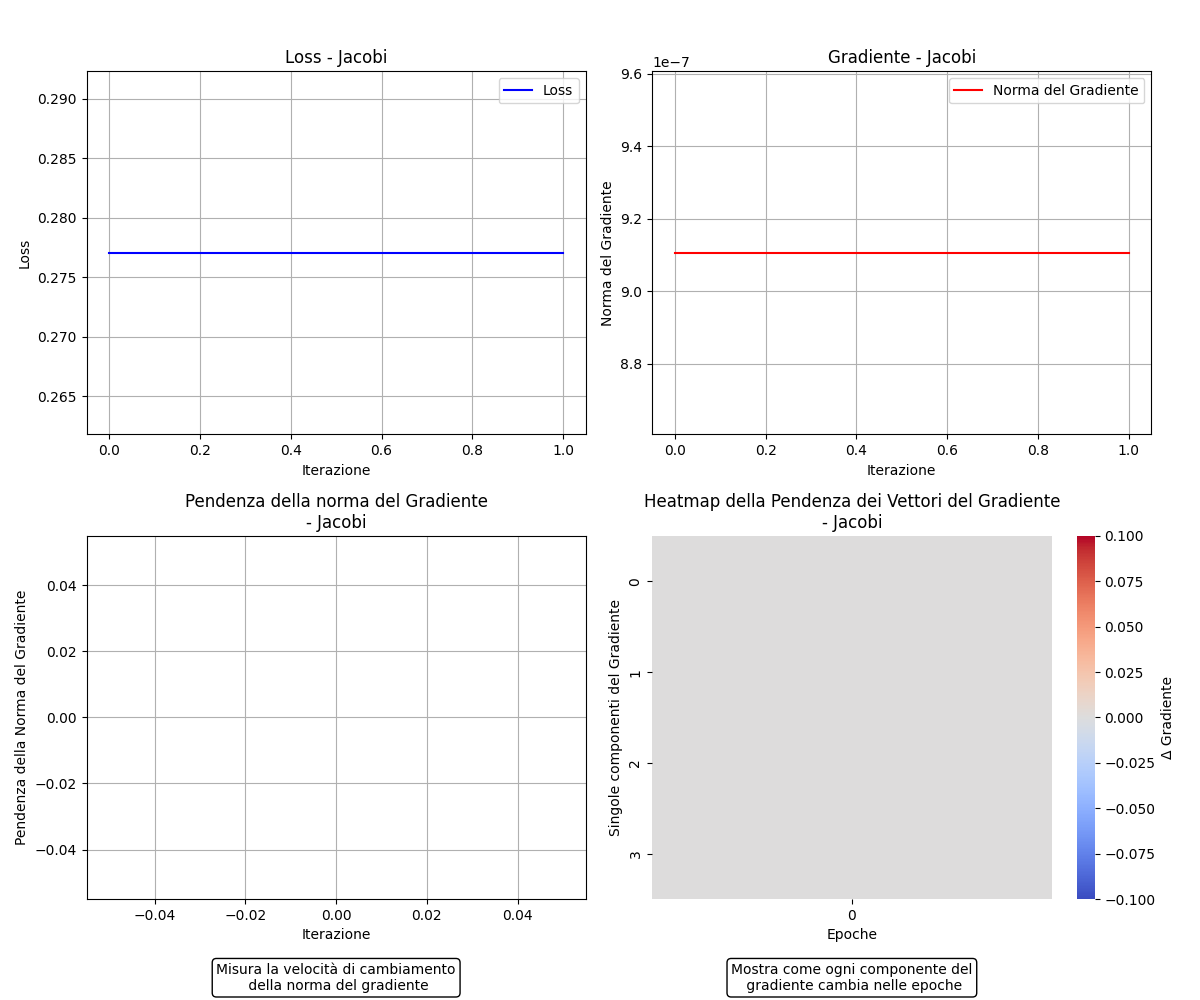 Loss - Jacobi
Loss
0.290
0.285
0.280
0.275
0.270
0.265
Loss
0.0
0.2
0.4
0.6
0.8
1.0
Iterazione
Gradiente - Jacobi
1e−7
Norma del Gradiente
9.6
9.4
9.2
9.0
8.8
Norma del Gradiente
0.0
0.2
0.4
0.6
0.8
1.0
Iterazione
Pendenza della norma del Gradiente
- Jacobi
0.04
0.02
0.00
−0.02
−0.04
Pendenza della Norma del Gradiente
−0.04
−0.02
0.00
0.02
0.04
Iterazione
Misura la velocità di cambiamento
della norma del gradiente
Heatmap della Pendenza dei Vettori del Gradiente
- Jacobi
0
1
2
3
Singole componenti del Gradiente
0
Epoche
0.100
0.075
0.050
0.025
0.000
−0.025
−0.050
−0.075
−0.100
Δ Gradiente
Mostra come ogni componente del
gradiente cambia nelle epoche